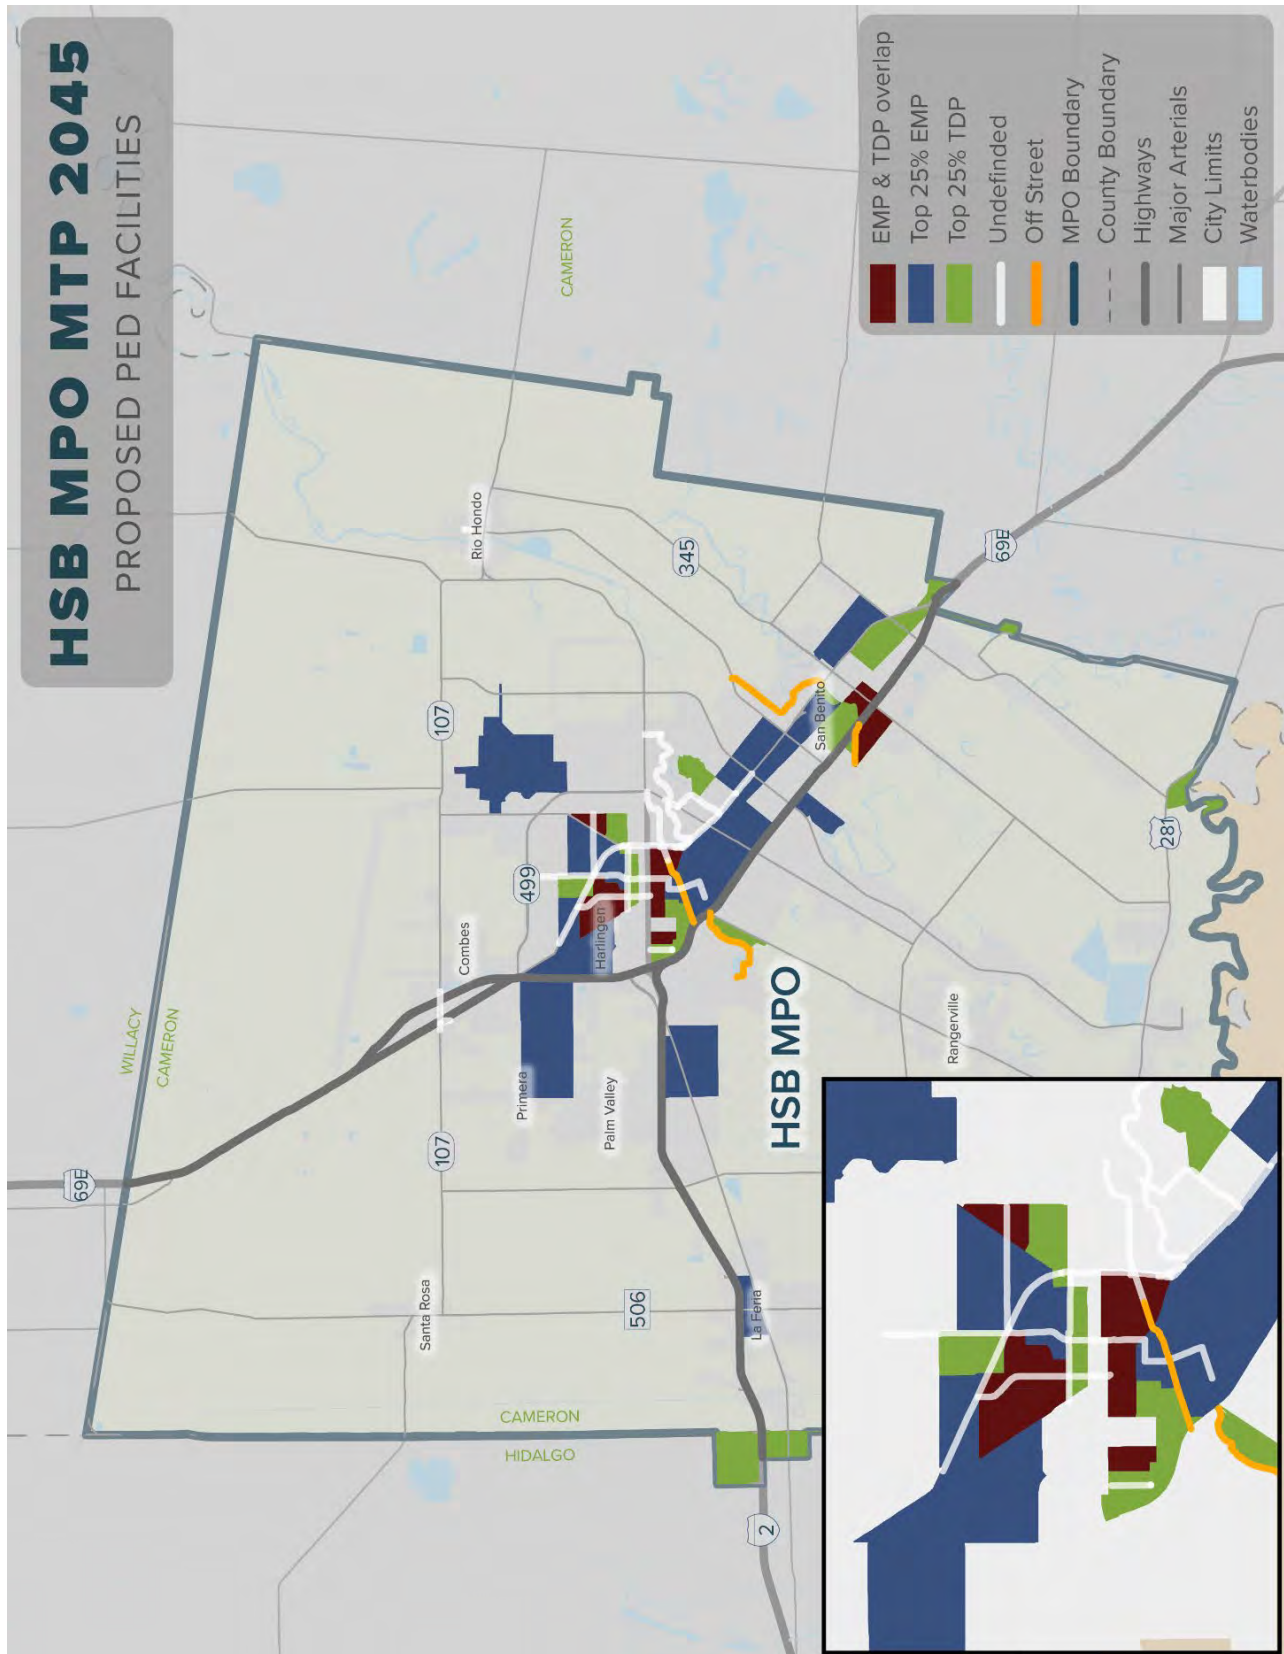 HSB MPO MTP 2045
PROPOSED PED FACILITIES
EMP & TDP overlap
Top 25% EMP
Top 25% TDP
Undefinded
Off Street
MPO Boundary
County Boundary
Highways
Major Arterials
City Limits
Waterbodies
WILLACY
CAMERON
CAMERON
CAMERON
HIDALGO
69E
107
107
499
345
69E
506
2
281
Santa Rosa
Combes
Rio Hondo
Primera
Palm Valley
Harlingen
La Feria
San Benito
Rangerville
HSB MPO